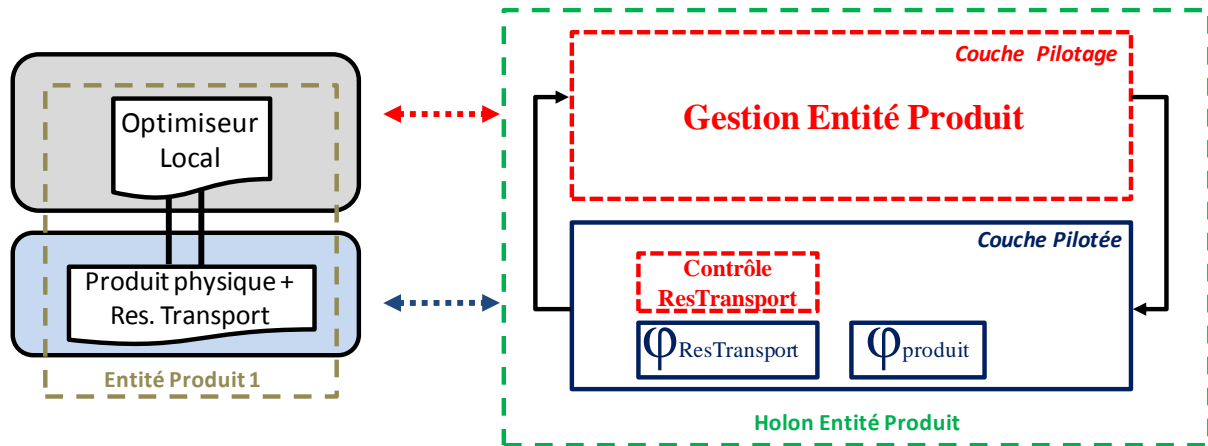 Optimiseur
Local
Produit physique +
Res. Transport
Entité Produit 1
Couche Pilotage
Gestion Entité Produit
Couche Pilotée
Contrôle
ResTransport
φResTransport
φproduit
Holon Entité Produit